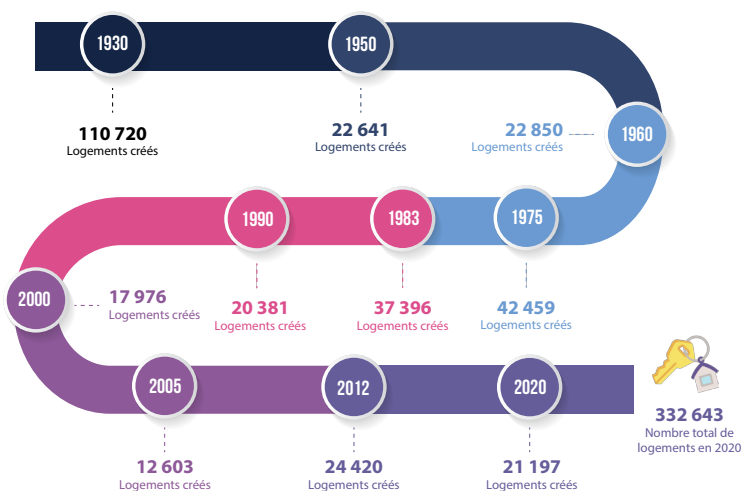 1930
1950
110 720
Logements créés
22 641
Logements créés
22 850
Logements créés
1960
1990
1983
1975
2000
17 976
Logements créés
20 381
Logements créés
37 396
Logements créés
42 459
Logements créés
2005
2012
2020
332 643
Nombre total de
logements en 2020
12 603
Logements créés
24 420
Logements créés
21 197
Logements créés